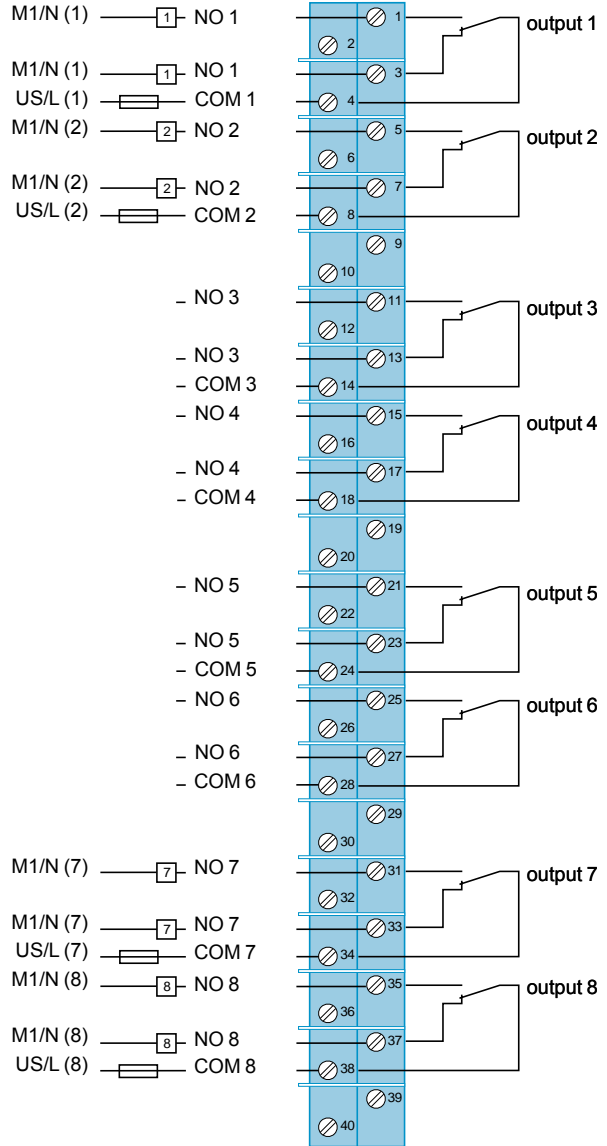 M1/N (1) 1 NO 1 1 output 1
2
M1/N (1) 1 NO 1 3
US/L (1) COM 1 4
M1/N (2) 2 NO 2 5 output 2
6
M1/N (2) 2 NO 2 7
US/L (2) COM 2 8
9
10
– NO 3 11 output 3
12
– NO 3 13
– COM 3 14
– NO 4 15 output 4
16
– NO 4 17
– COM 4 18
19
20
– NO 5 21 output 5
22
– NO 5 23
– COM 5 24
– NO 6 25 output 6
26
– NO 6 27
– COM 6 28
29
30
M1/N (7) 7 NO 7 31 output 7
32
M1/N (7) 7 NO 7 33
US/L (7) COM 7 34
M1/N (8) 8 NO 8 35 output 8
36
M1/N (8) 8 NO 8 37
US/L (8) COM 8 38
39
40